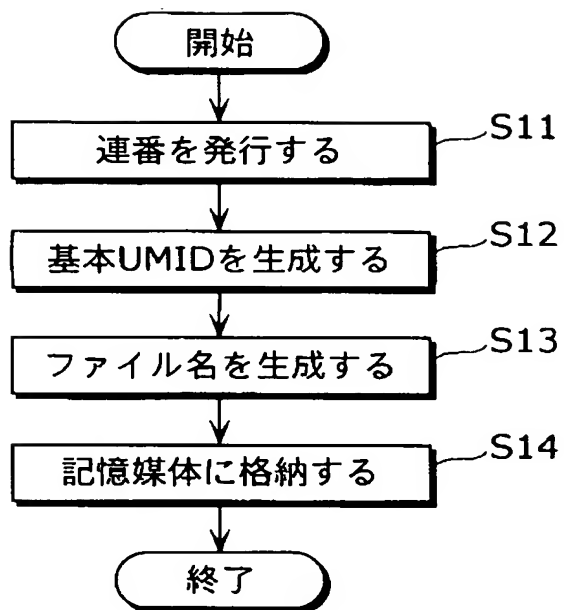 開始
連番を発行する
S11
基本UMIDを生成する
S12
ファイル名を生成する
S13
記憶媒体に格納する
S14
終了